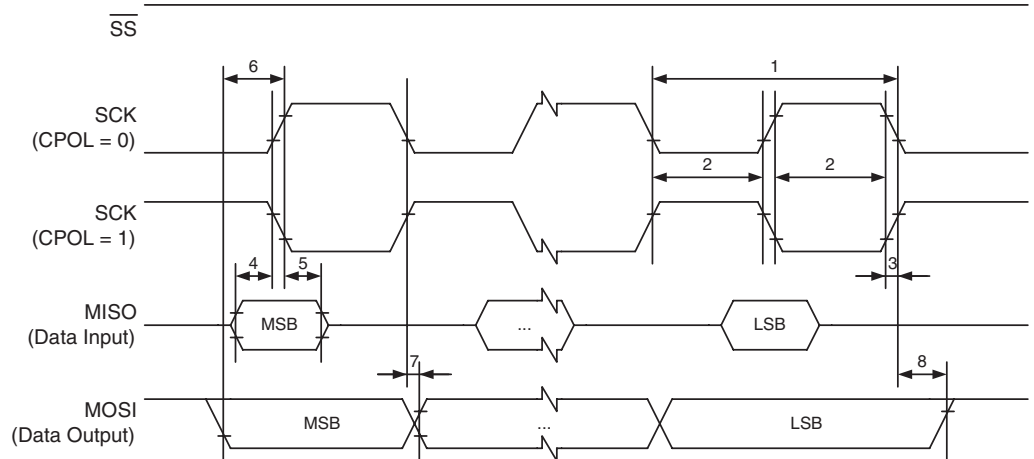 SS
6
1
SCK
(CPOL = 0)
2
2
SCK
(CPOL = 1)
4
5
3
MISO
(Data Input)
MSB
...
LSB
7
8
MOSI
(Data Output)
MSB
...
LSB